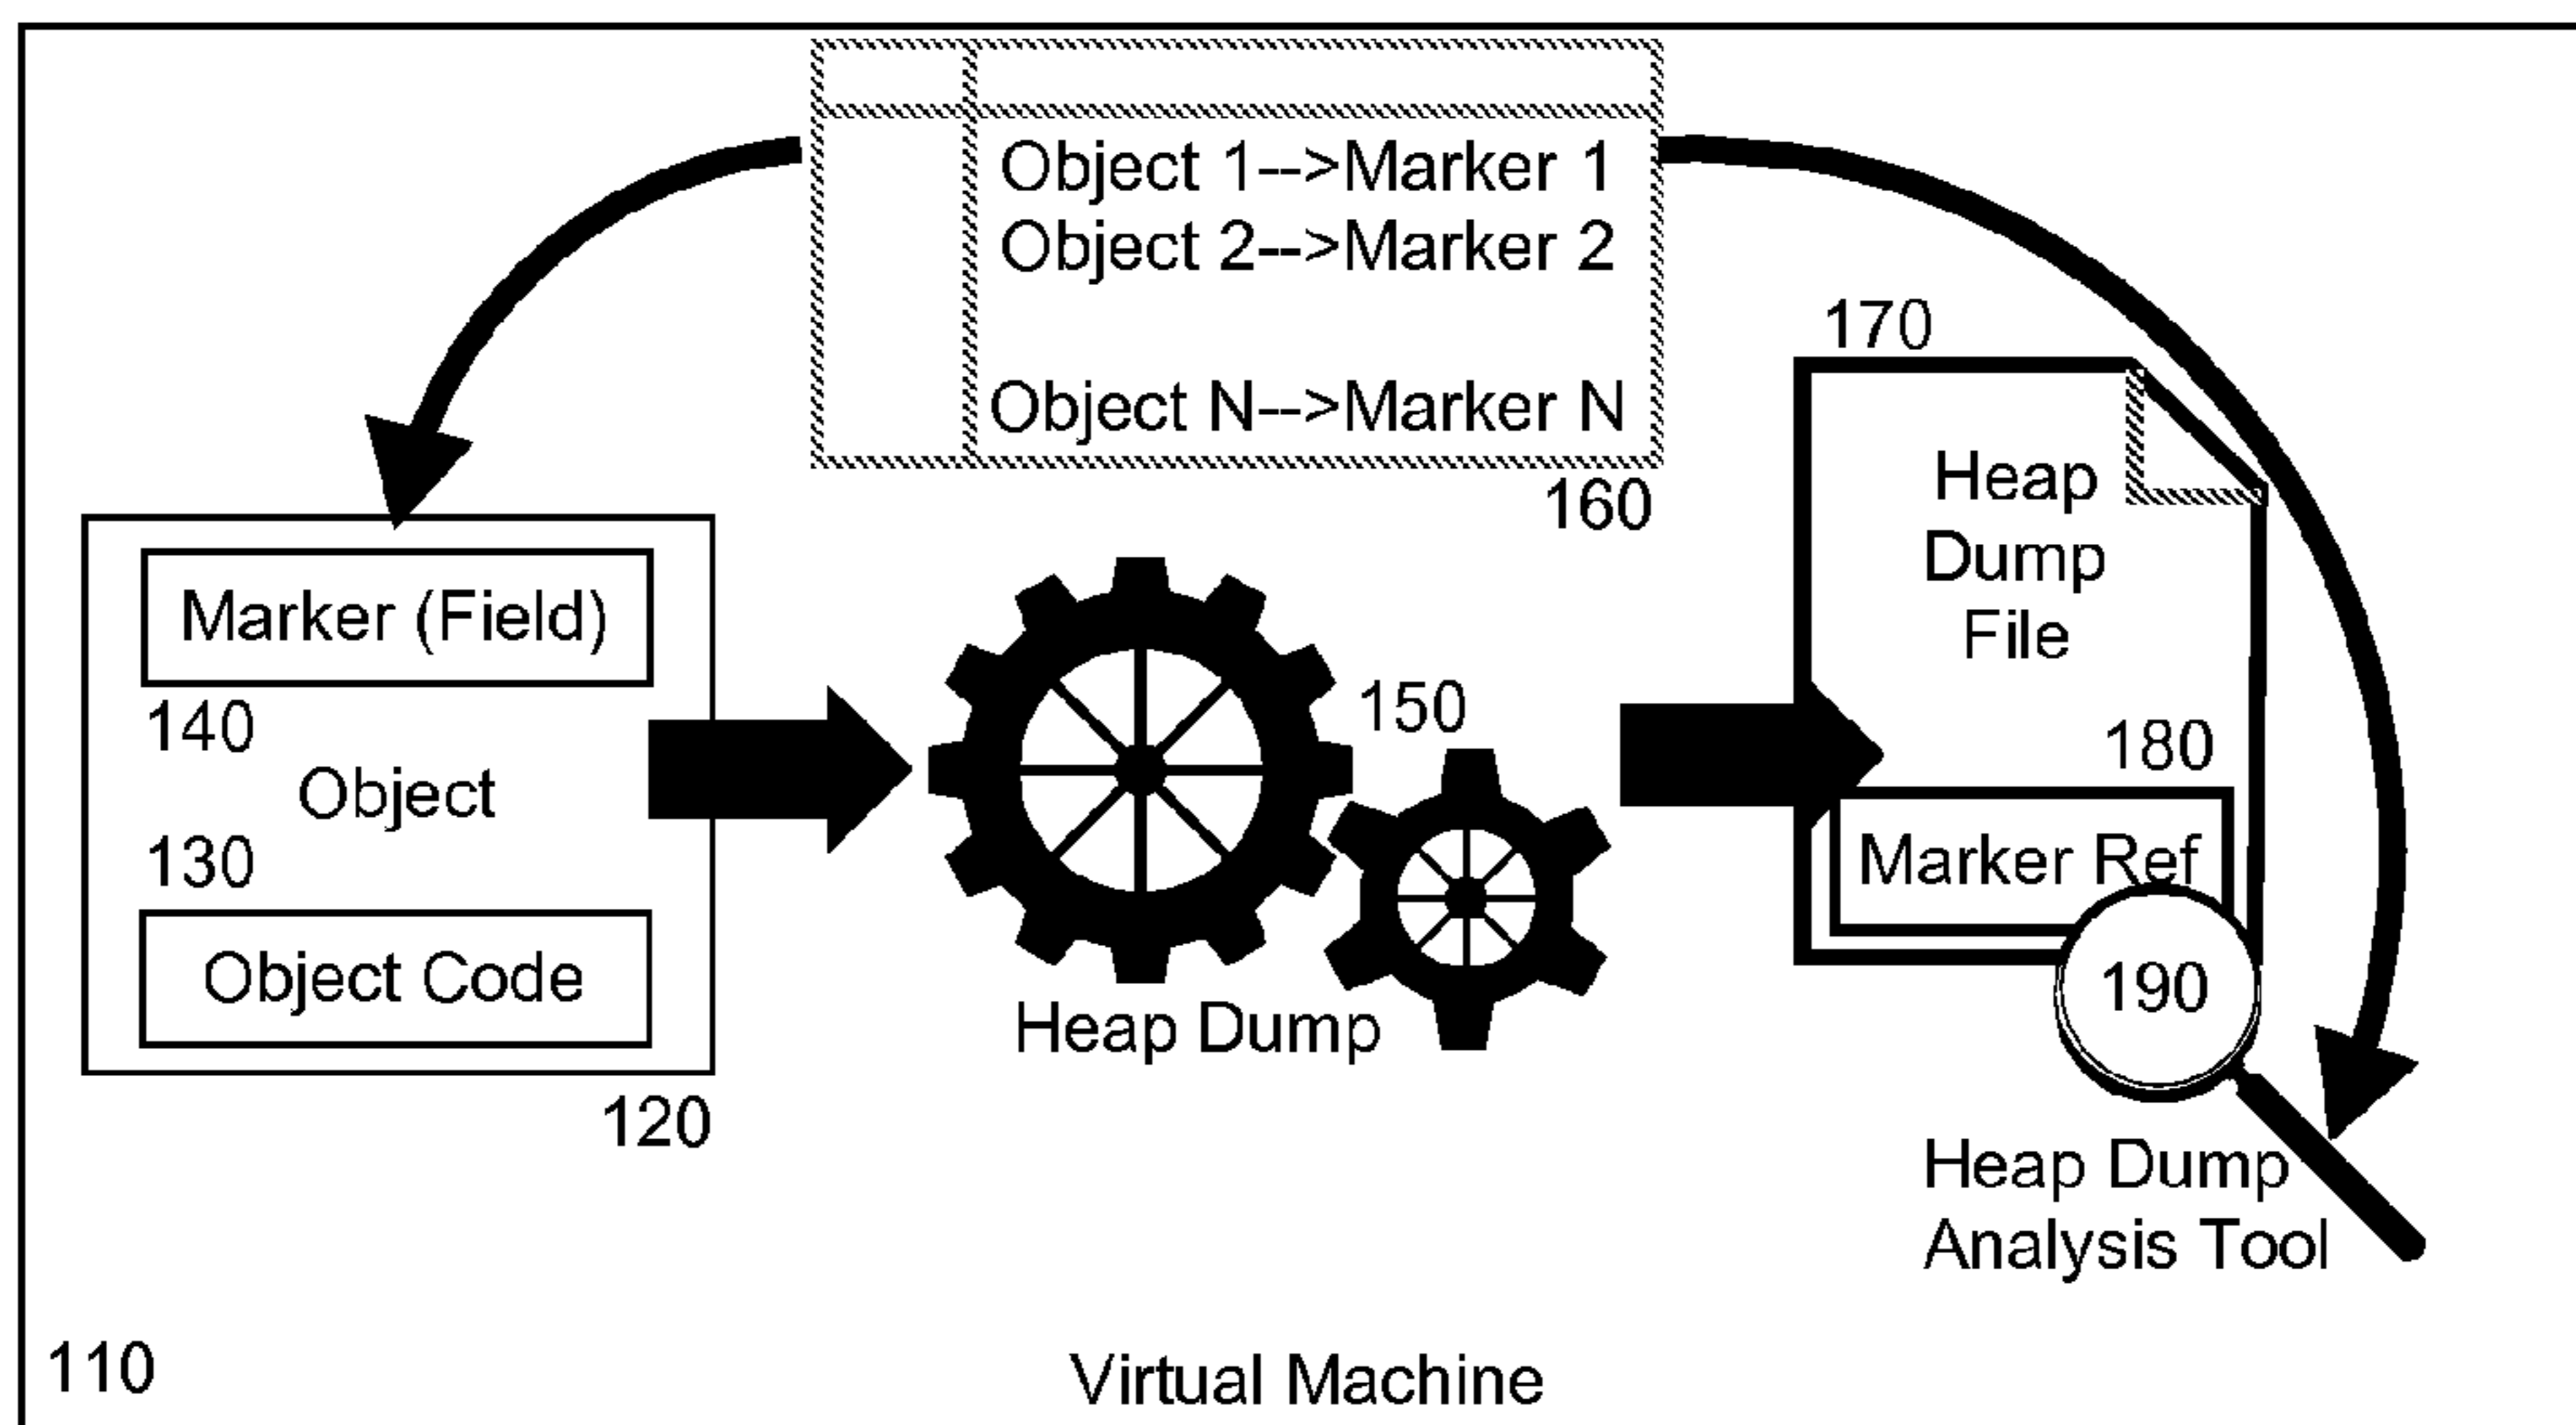 Object 1-->Marker 1
Object 2-->Marker 2
Object N-->Marker N
160
170
Heap
Dump
File
Marker (Field)
140
Object
130
Object Code
120
150
Heap Dump
180
Marker Ref
190
Heap Dump
Analysis Tool
110
Virtual Machine